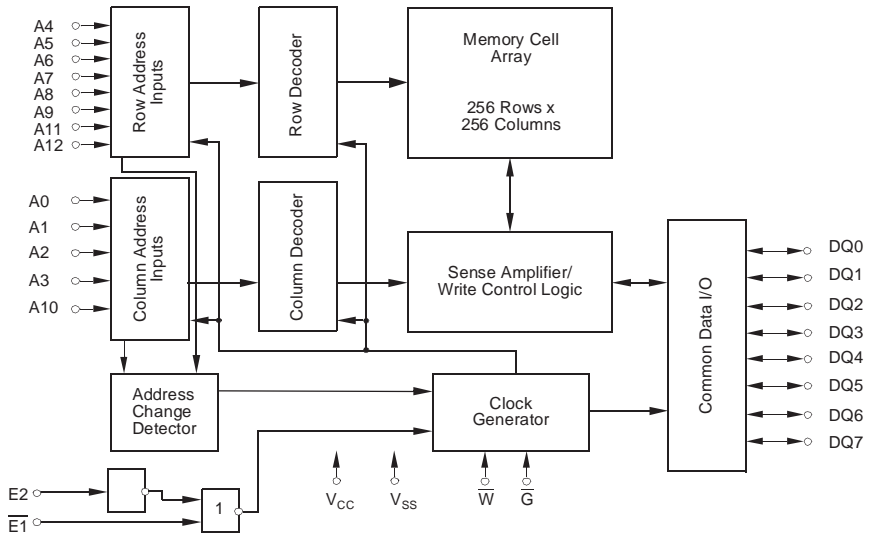 A4
A5
A6
A7
A8
A9
A11
A12
Row Address
Inputs
Row Decoder
Memory Cell
Array
256 Rows x
256 Columns
A0
A1
A2
A3
A10
Column Address
Inputs
Column Decoder
Sense Amplifier/
Write Control Logic
Common Data I/O
DQ0
DQ1
DQ2
DQ3
DQ4
DQ5
DQ6
DQ7
Address
Change
Detector
Clock
Generator
E2
E̅1̅
1
VCC
VSS
W̅
G̅